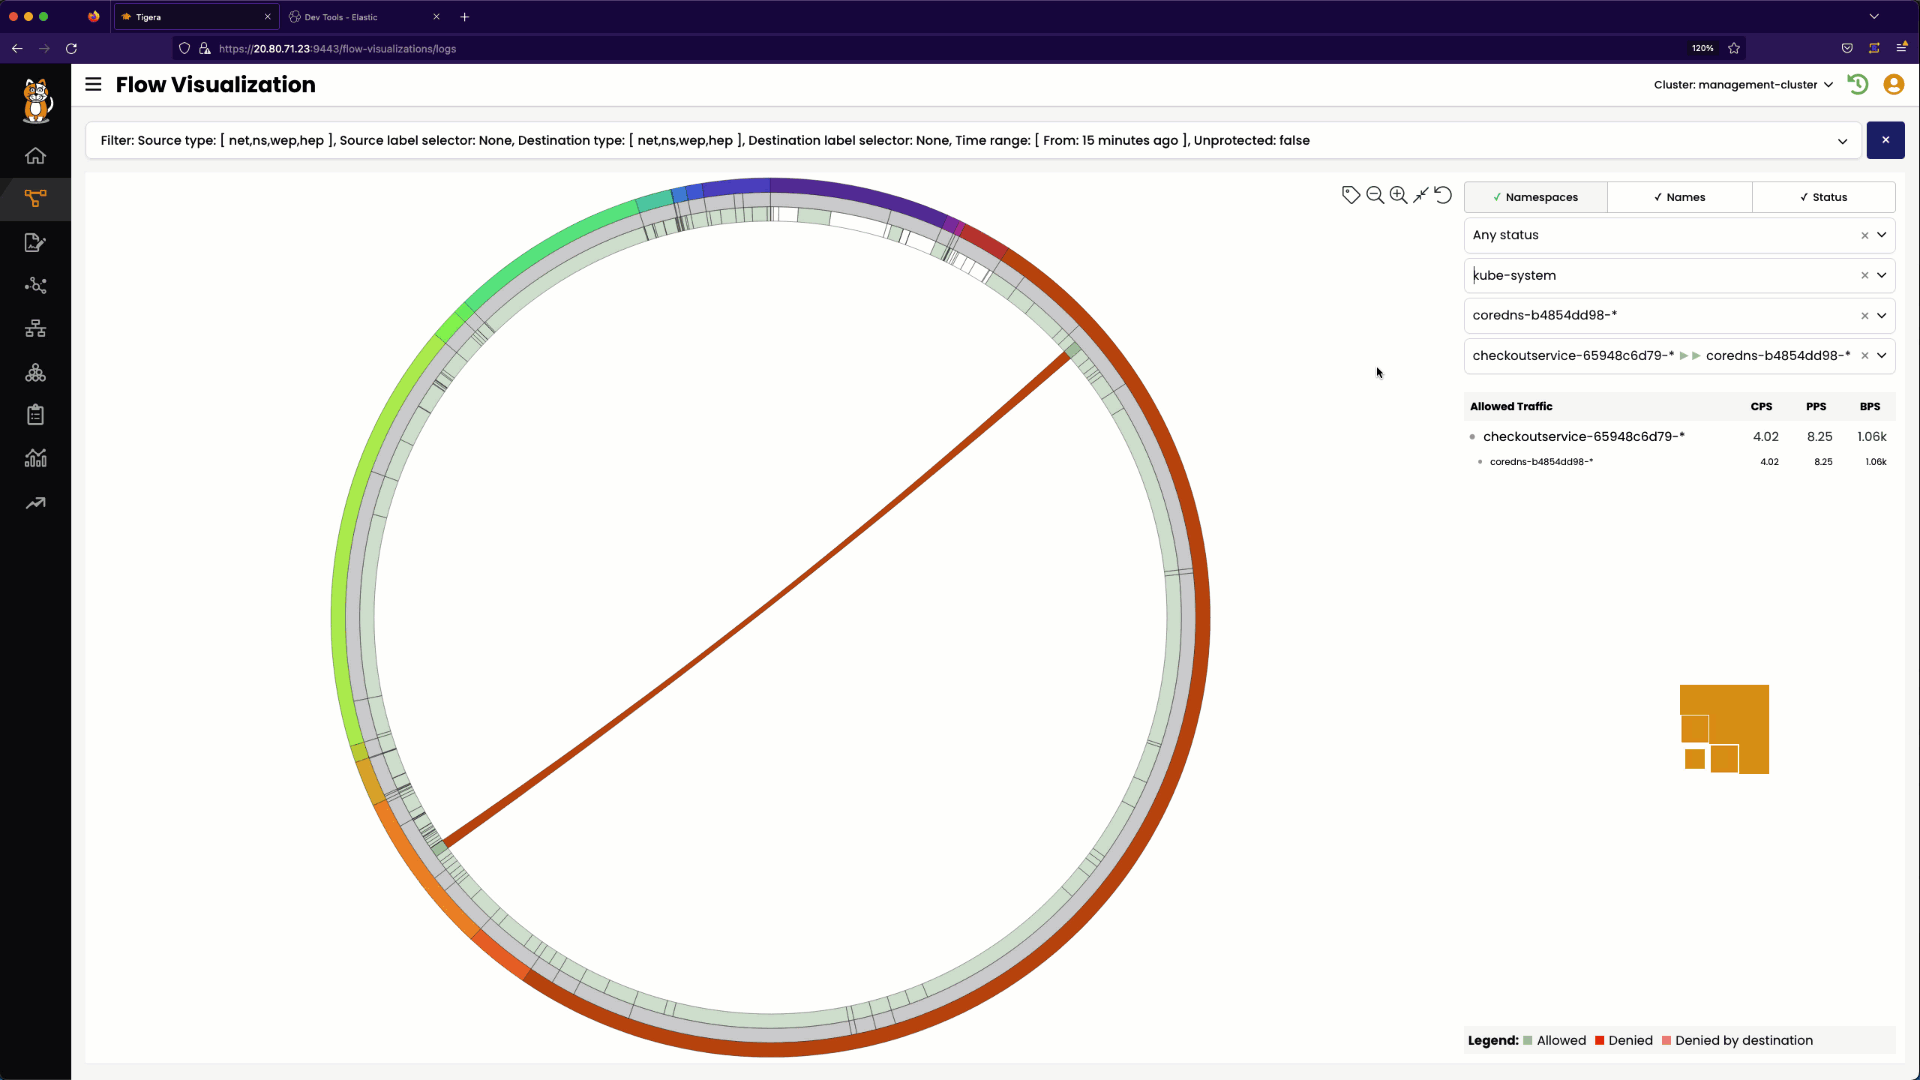 Tigera
Dev Tools - Elastic
https://20.80.71.23:9443/flow-visualizations/logs
120%
Flow Visualization
Cluster: management-cluster
Filter: Source type: [ net,ns,wep,hep ], Source label selector: None, Destination type: [ net,ns,wep,hep ], Destination label selector: None, Time range: [ From: 15 minutes ago ], Unprotected: false
✓ Namespaces ✓ Names ✓ Status
Any status
kube-system
coredns-b4854dd98-*
checkoutservice-65948c6d79-* ▶▶ coredns-b4854dd98-*
Allowed Traffic CPS PPS BPS
checkoutservice-65948c6d79-* 4.02 8.25 1.06k
coredns-b4854dd98-* 4.02 8.25 1.06k
Legend: Allowed Denied Denied by destination